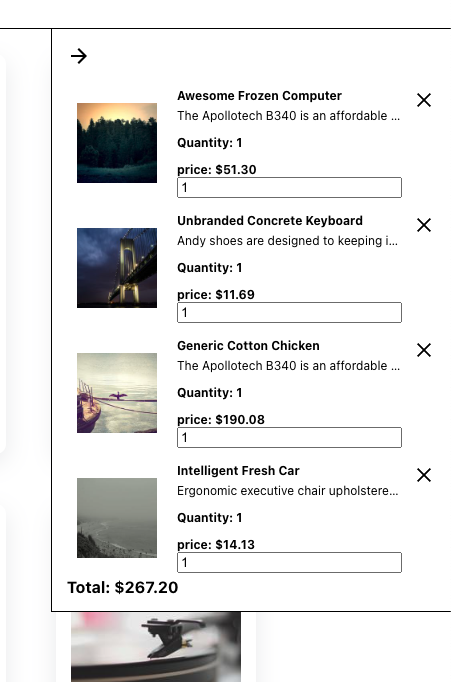 Awesome Frozen Computer
The Apollotech B340 is an affordable ...
Quantity: 1
price: $51.30
1
Unbranded Concrete Keyboard
Andy shoes are designed to keeping i...
Quantity: 1
price: $11.69
1
Generic Cotton Chicken
The Apollotech B340 is an affordable ...
Quantity: 1
price: $190.08
1
Intelligent Fresh Car
Ergonomic executive chair upholstere...
Quantity: 1
price: $14.13
1
Total: $267.20